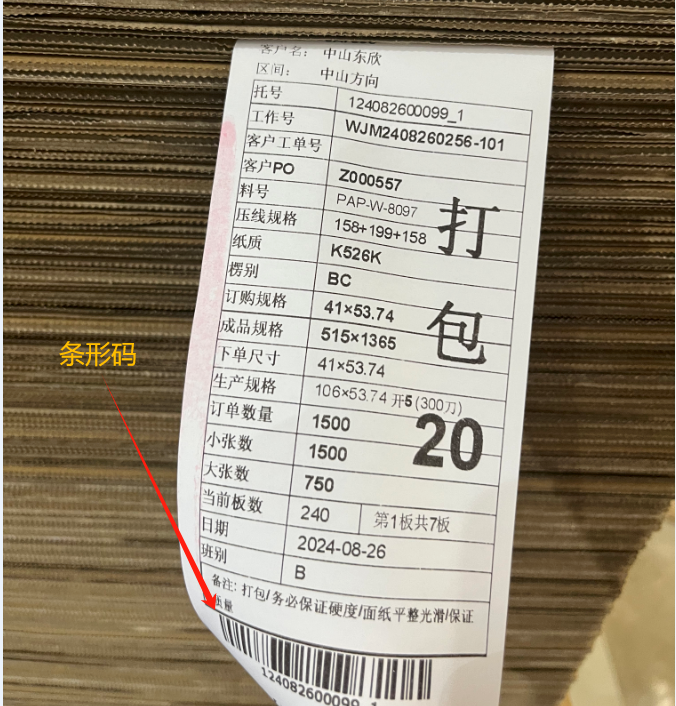 客户名： 中山东欣
区间： 中山方向
托号 124082600099_1
工作号 WJM2408260256-101
客户工单号
客户PO Z000557
料号 PAP-W-8097
压线规格 158+199+158
纸质 K526K
楞别 BC
订购规格 41×53.74
成品规格 515×1365
下单尺寸 41×53.74
生产规格 106×53.74 开5 (300刀)
订单数量 1500
小张数 1500
大张数 750
当前板数 240 第1板共7板
日期 2024-08-26
班别 B
备注: 打包/务必保证硬度/面纸平整光滑/保证
质量
124082600099_1
打
包
20
条形码